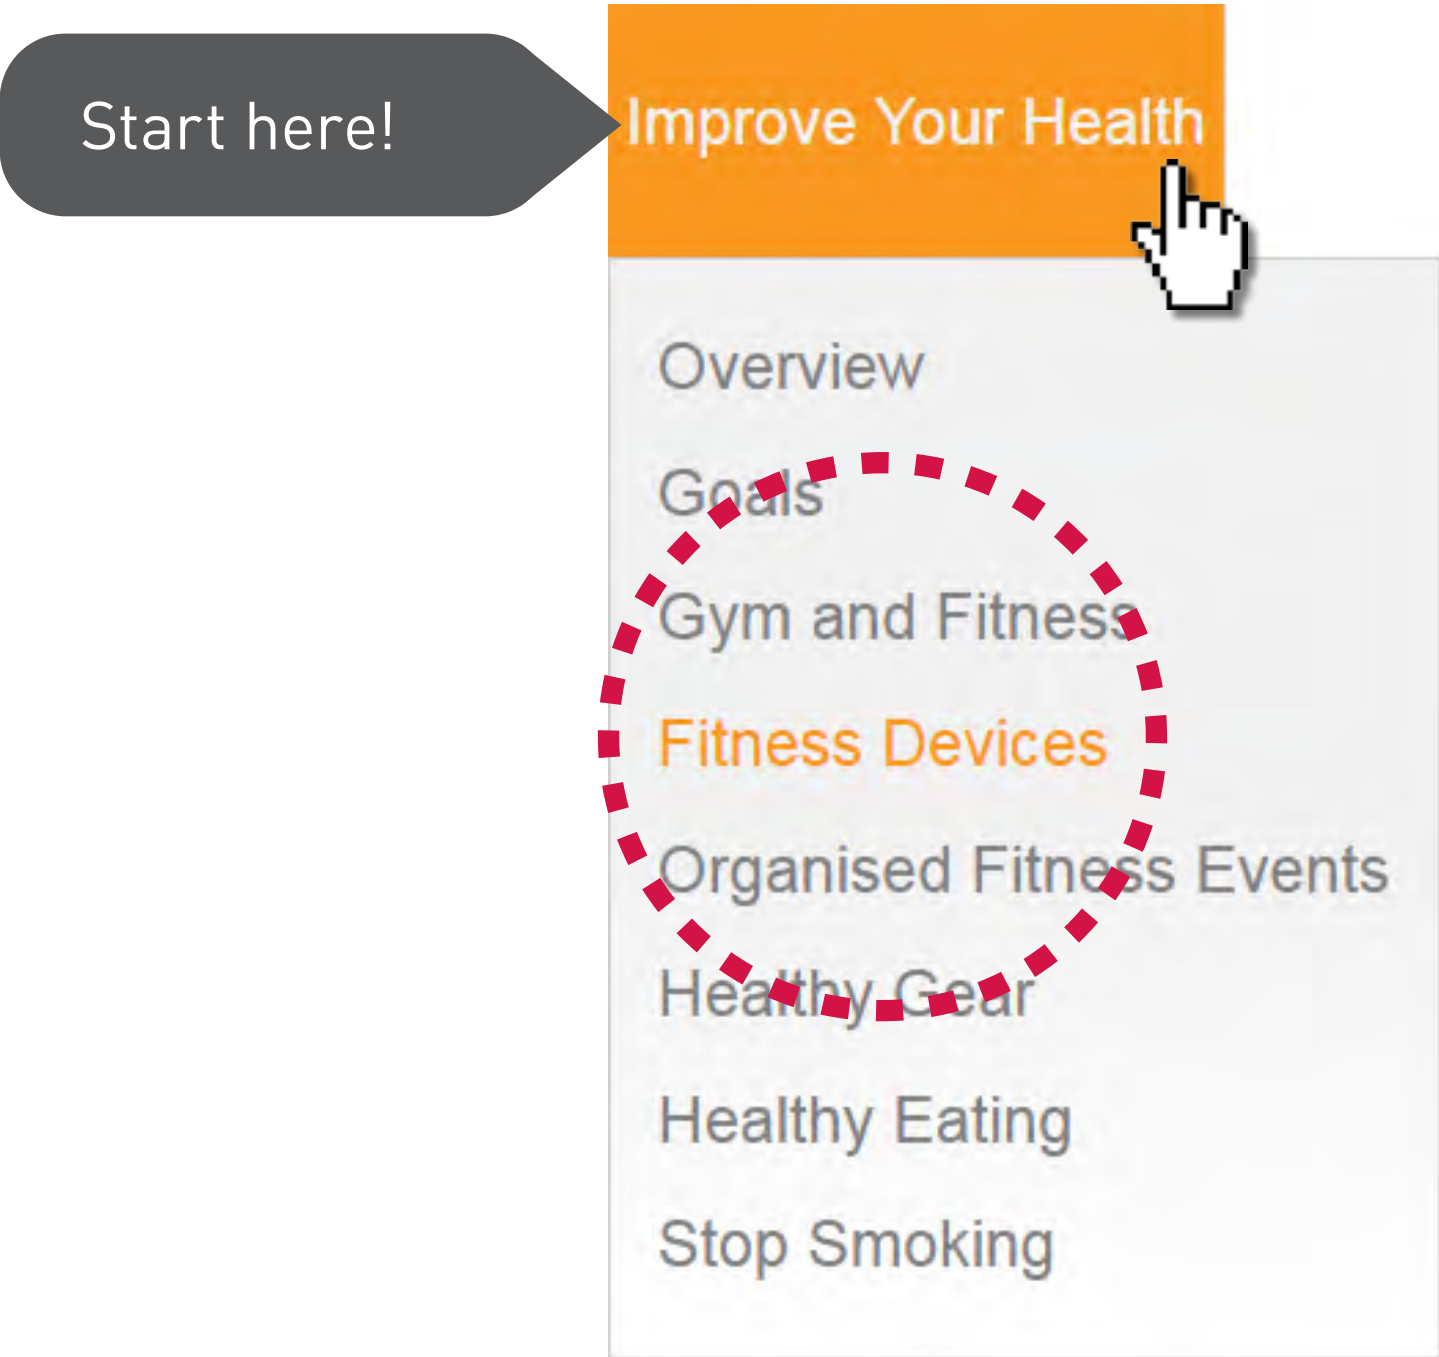 Start here!
Improve Your Health
Overview
Goals
Gym and Fitness
Fitness Devices
Organised Fitness Events
Healthy Gear
Healthy Eating
Stop Smoking